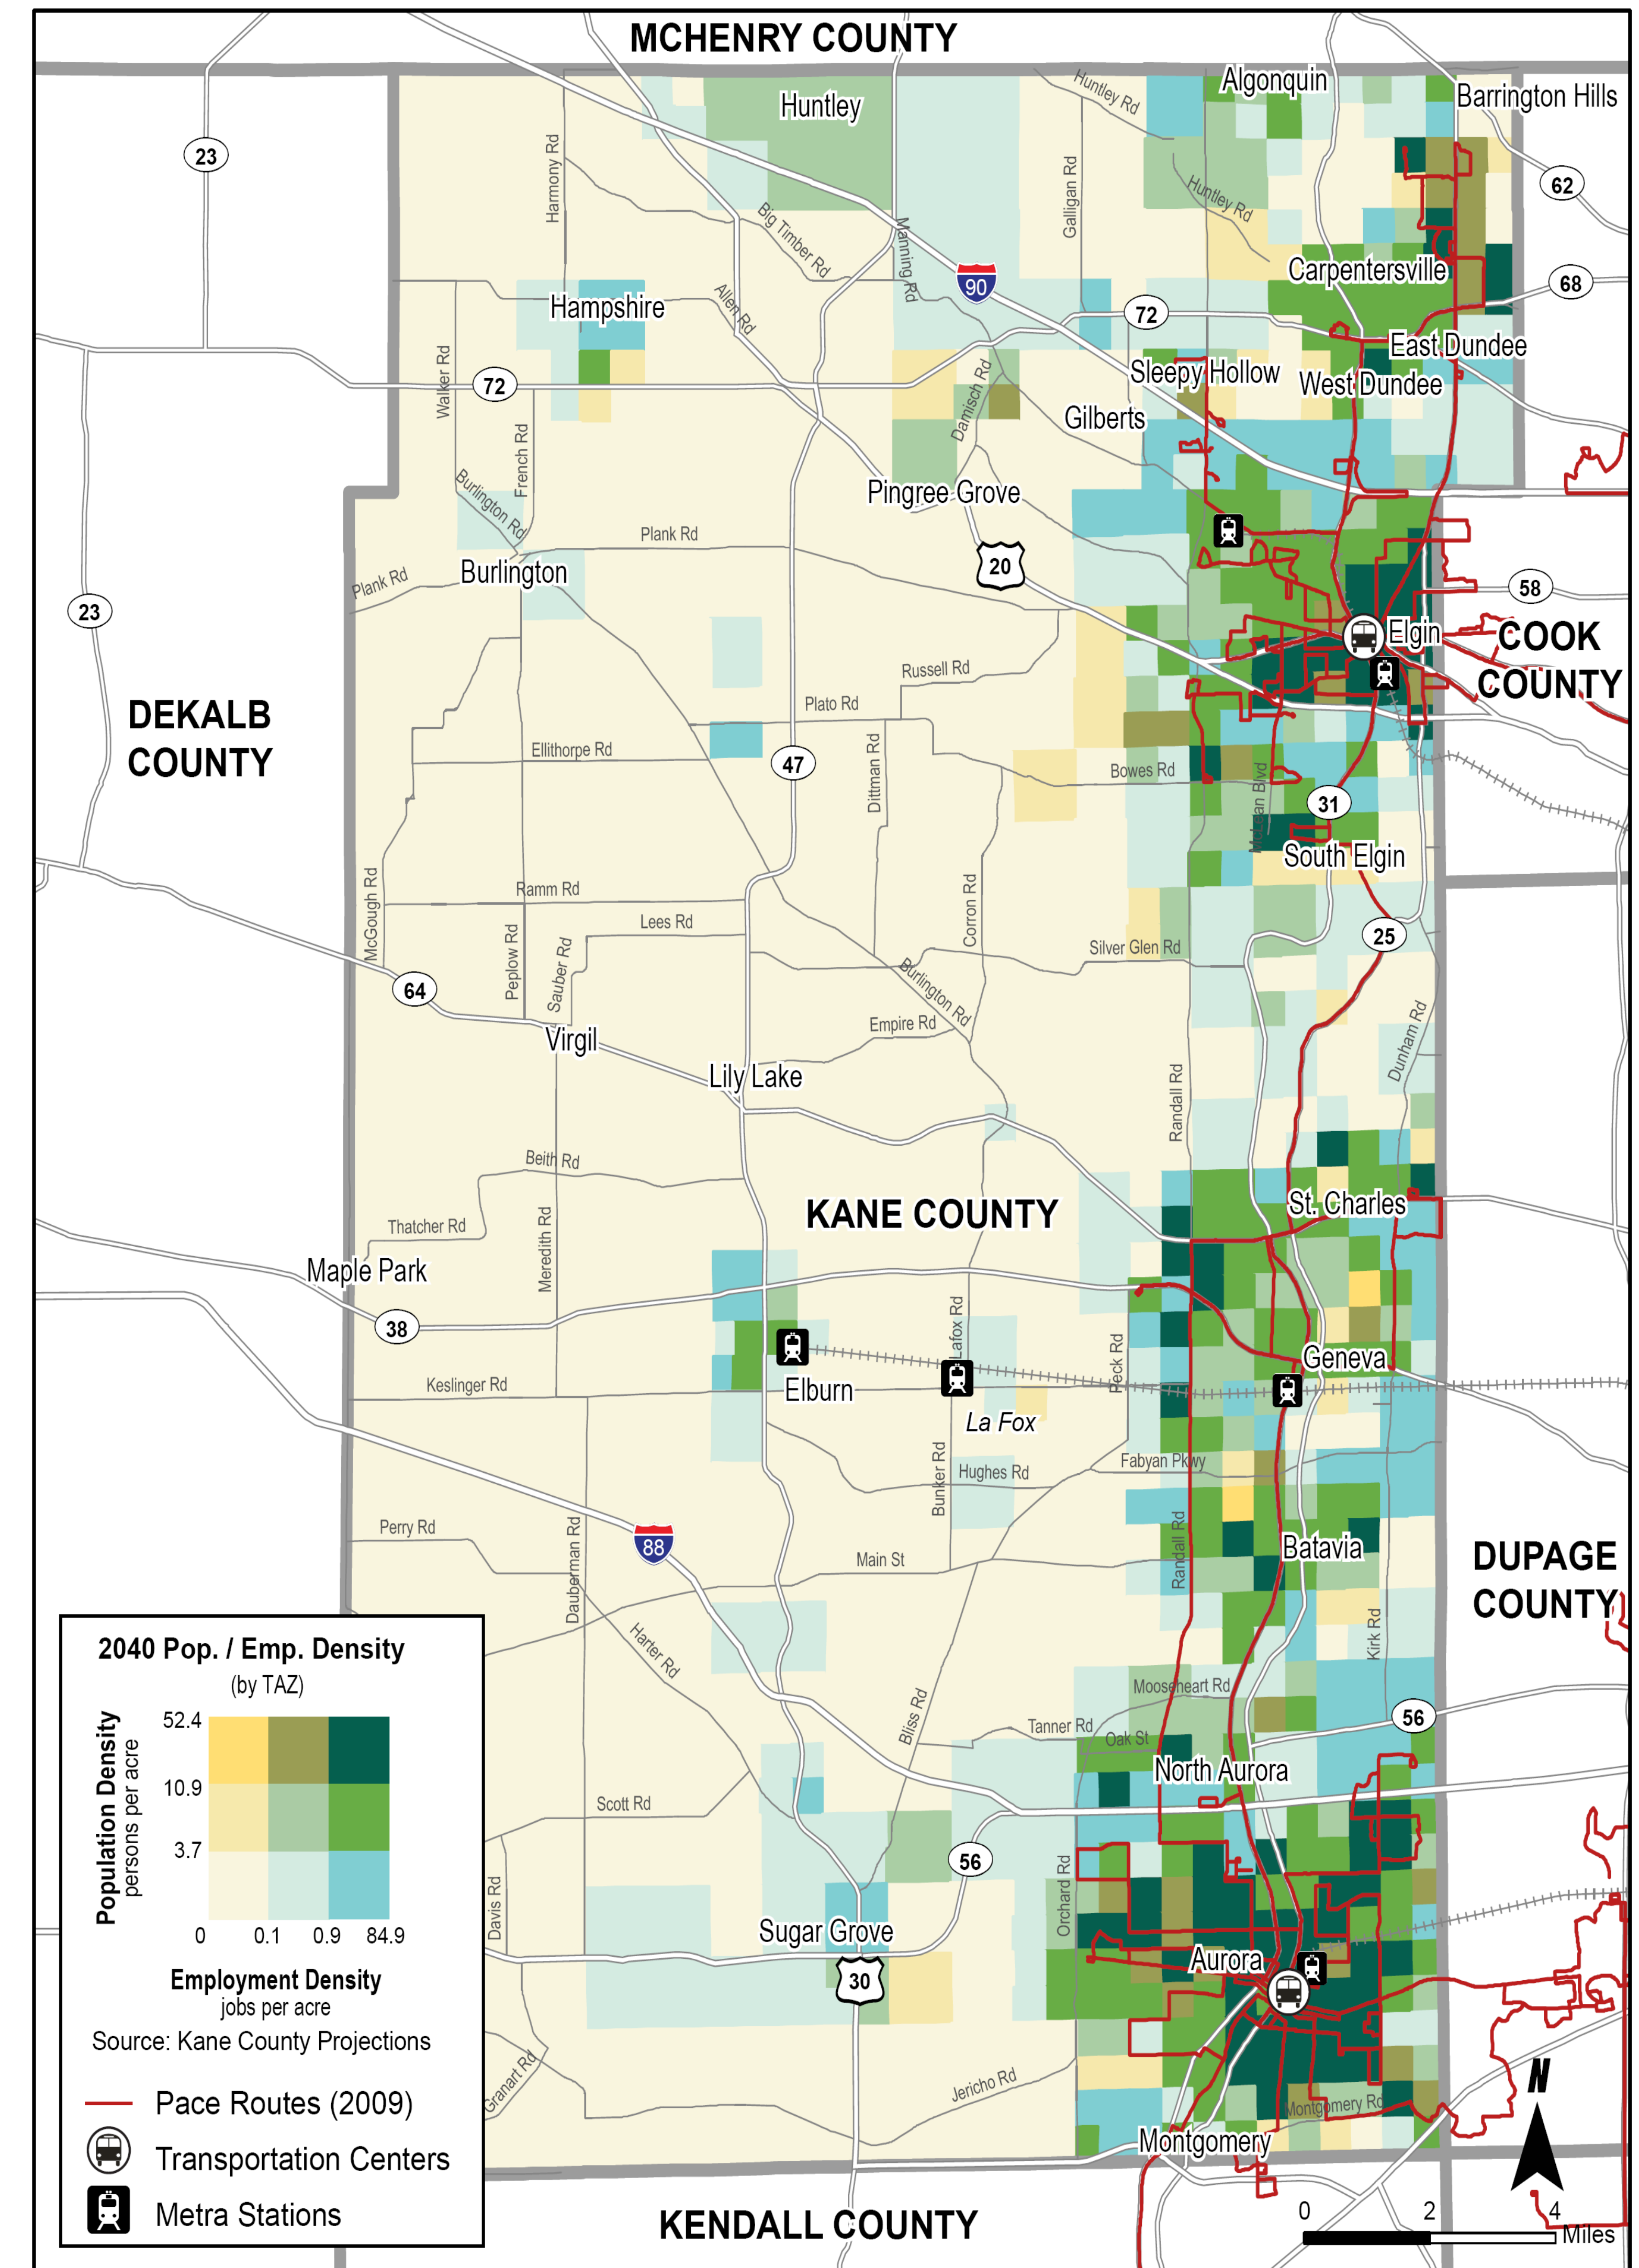 MCHENRY COUNTY
Algonquin
Barrington Hills
Huntley
Huntley Rd
Harmony Rd
23
Galligan Rd
62
Huntley Rd
Big Timber Rd
Manning Rd
Carpentersville
90
68
Hampshire
Allen Rd
72
East Dundee
Walker Rd
72
Sleepy Hollow
West Dundee
Damisch Rd
Gilberts
French Rd
Burlington Rd
Pingree Grove
Plank Rd
20
Burlington
Plank Rd
58
23
Elgin
COOK
COUNTY
Russell Rd
DEKALB
COUNTY
Plato Rd
Ellithorpe Rd
47
Dittman Rd
Bowes Rd
McLean Blvd
31
South Elgin
McGough Rd
Ramm Rd
Lees Rd
Corron Rd
25
Peplow Rd
Sauber Rd
Silver Glen Rd
64
Burlington Rd
Empire Rd
Virgil
Dunham Rd
Lily Lake
Randall Rd
Beith Rd
KANE COUNTY
St. Charles
Thatcher Rd
Meredith Rd
Maple Park
38
Lafox Rd
Peck Rd
Geneva
Keslinger Rd
Elburn
La Fox
Bunker Rd
Hughes Rd
Fabyan Pkwy
Perry Rd
88
Dauberman Rd
Main St
Randall Rd
Batavia
DUPAGE
COUNTY
Harter Rd
Kirk Rd
Mooseheart Rd
Bliss Rd
Tanner Rd
Oak St
56
North Aurora
Scott Rd
56
Orchard Rd
Davis Rd
Sugar Grove
Aurora
30
Granart Rd
Jericho Rd
Montgomery Rd
Montgomery
KENDALL COUNTY
2040 Pop. / Emp. Density
(by TAZ)
Population Density
persons per acre
52.4
10.9
3.7
0
0.1
0.9
84.9
Employment Density
jobs per acre
Source: Kane County Projections
Pace Routes (2009)
Transportation Centers
Metra Stations
N
0
2
4
Miles